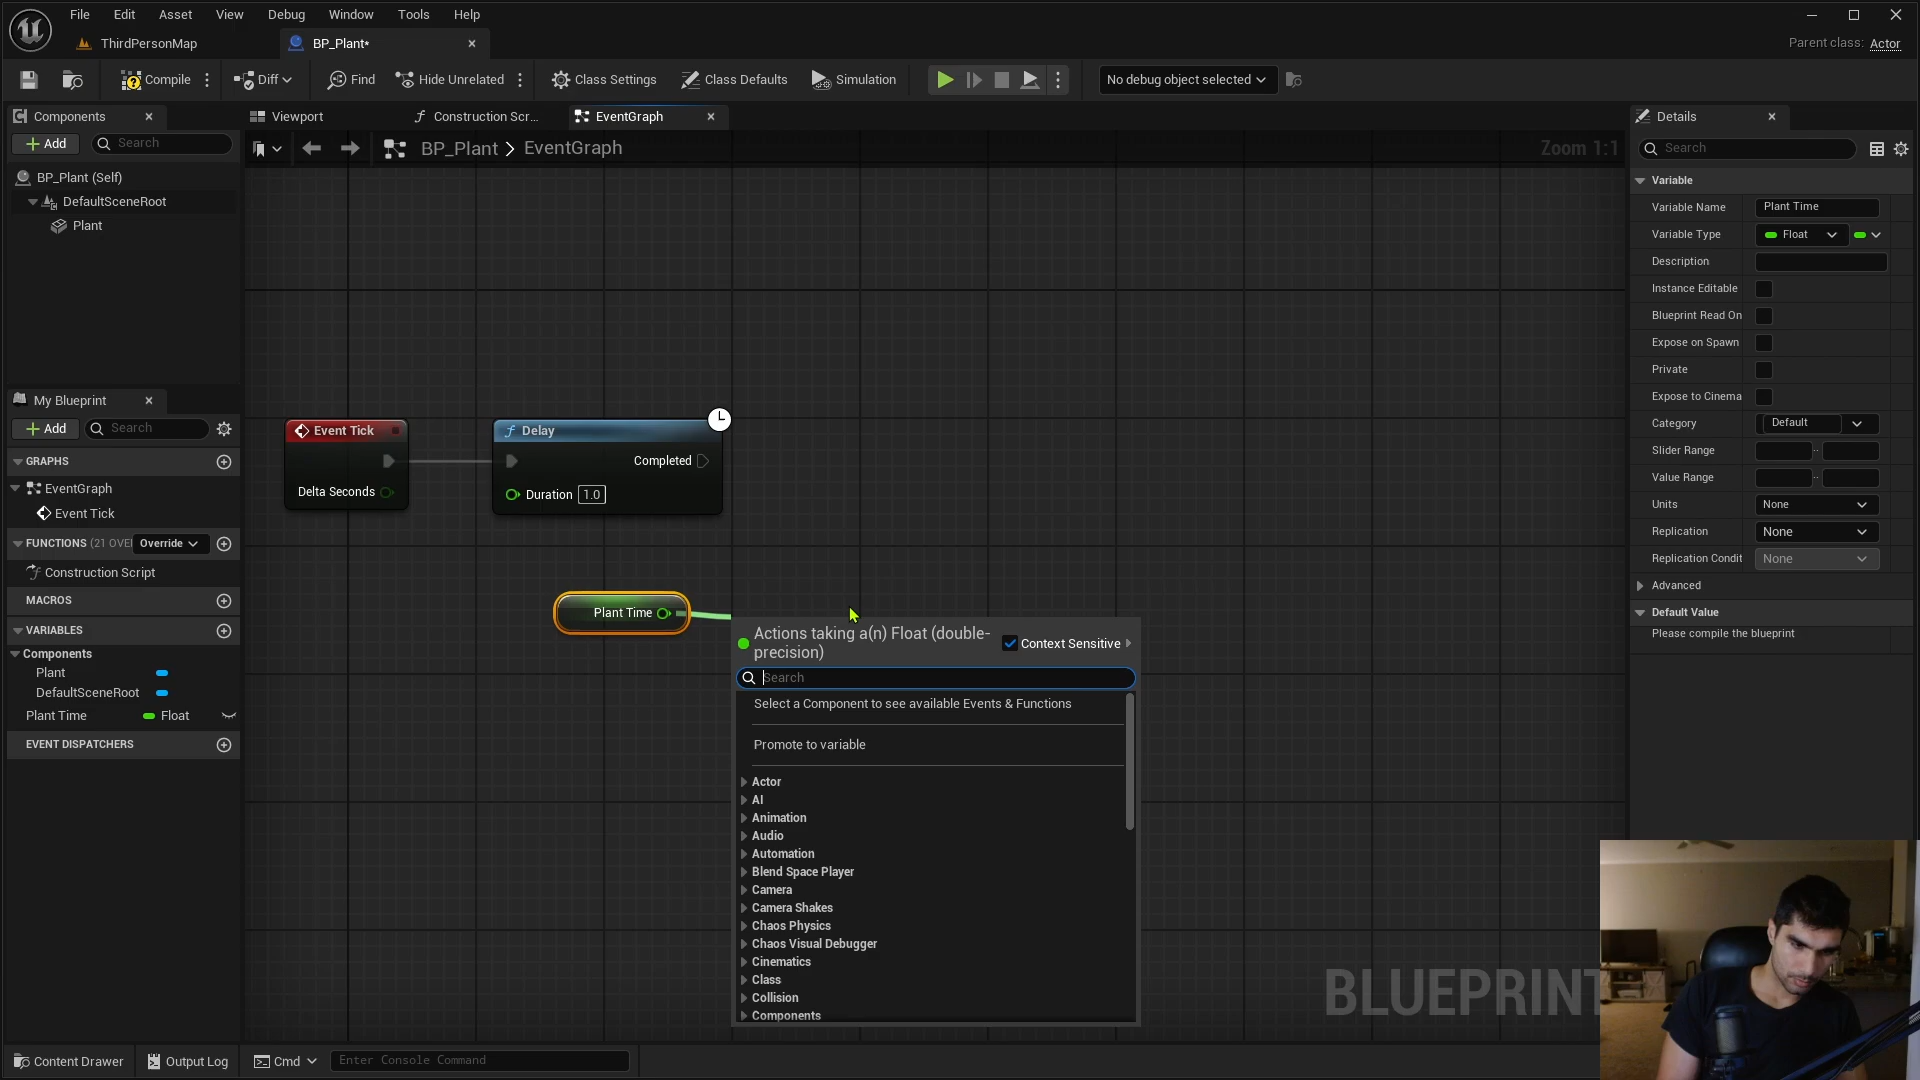 File Edit Asset View Debug Window Tools Help
ThirdPersonMap
BP_Plant*
Parent class: Actor
Compile
Diff
Find
Hide Unrelated
Class Settings
Class Defaults
Simulation
No debug object selected
Components
Add
Search
BP_Plant (Self)
DefaultSceneRoot
Plant
My Blueprint
Add
Search
GRAPHS
EventGraph
Event Tick
FUNCTIONS (21 OVE
Override
Construction Script
MACROS
VARIABLES
Components
Plant
DefaultSceneRoot
Plant Time Float
EVENT DISPATCHERS
Viewport
Construction Scr...
EventGraph
BP_Plant > EventGraph
Zoom 1:1
Event Tick
Delta Seconds
Delay
Completed
Duration 1.0
Plant Time
Actions taking a(n) Float (double-
precision)
Context Sensitive
Search
Select a Component to see available Events & Functions
Promote to variable
Actor
AI
Animation
Audio
Automation
Blend Space Player
Camera
Camera Shakes
Chaos Physics
Chaos Visual Debugger
Cinematics
Class
Collision
Components
BLUEPRINT
Details
Search
Variable
Variable Name Plant Time
Variable Type Float
Description
Instance Editable
Blueprint Read On
Expose on Spawn
Private
Expose to Cinema
Category Default
Slider Range
Value Range
Units None
Replication None
Replication Condit None
Advanced
Default Value
Please compile the blueprint
Content Drawer
Output Log
Cmd
Enter Console Command